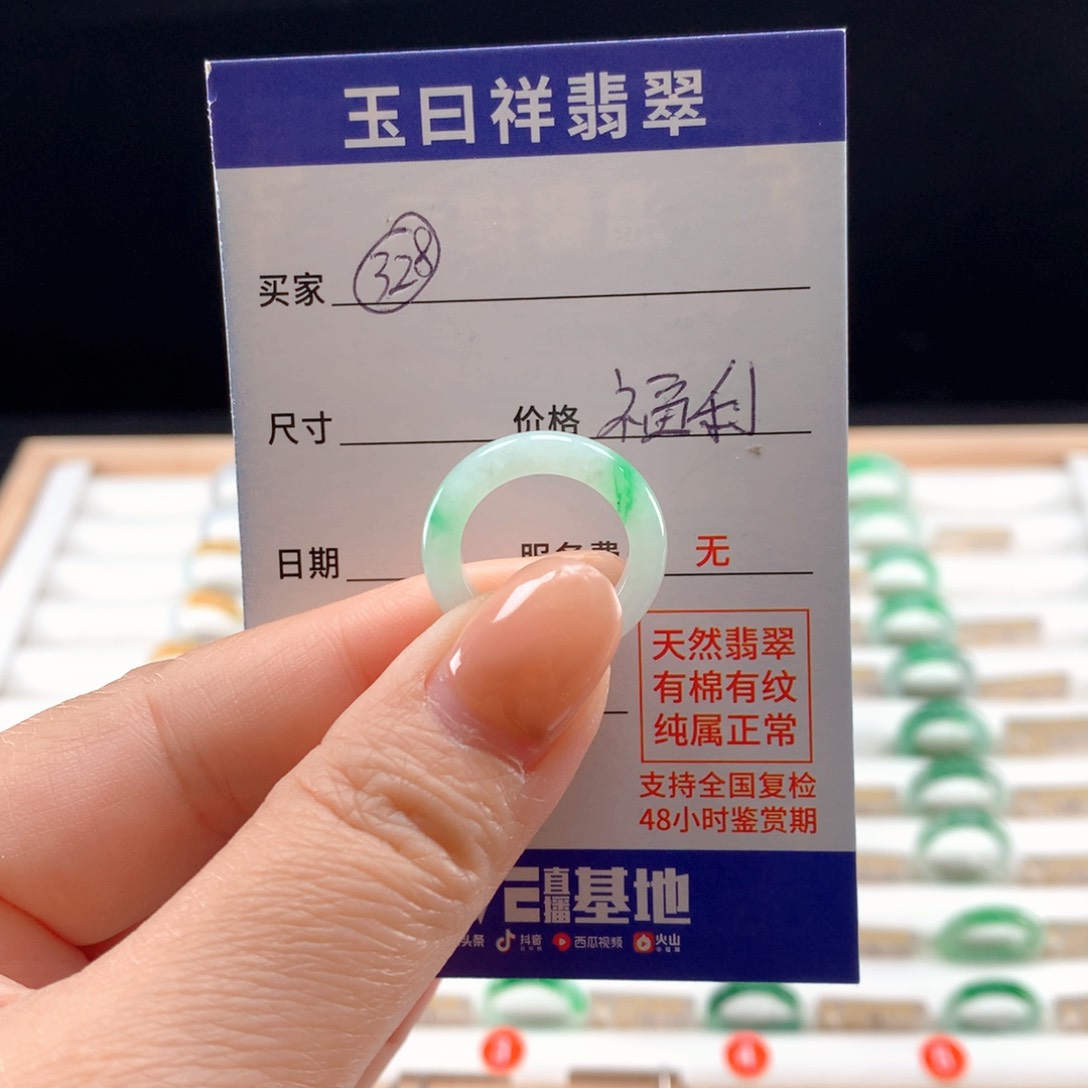 玉曰祥翡翠
买家 328
尺寸 价格 福利
日期 服务费 无
天然翡翠
有棉有纹
纯属正常
支持全国复检
48小时鉴赏期
直播基地
头条 抖音 西瓜视频 火山